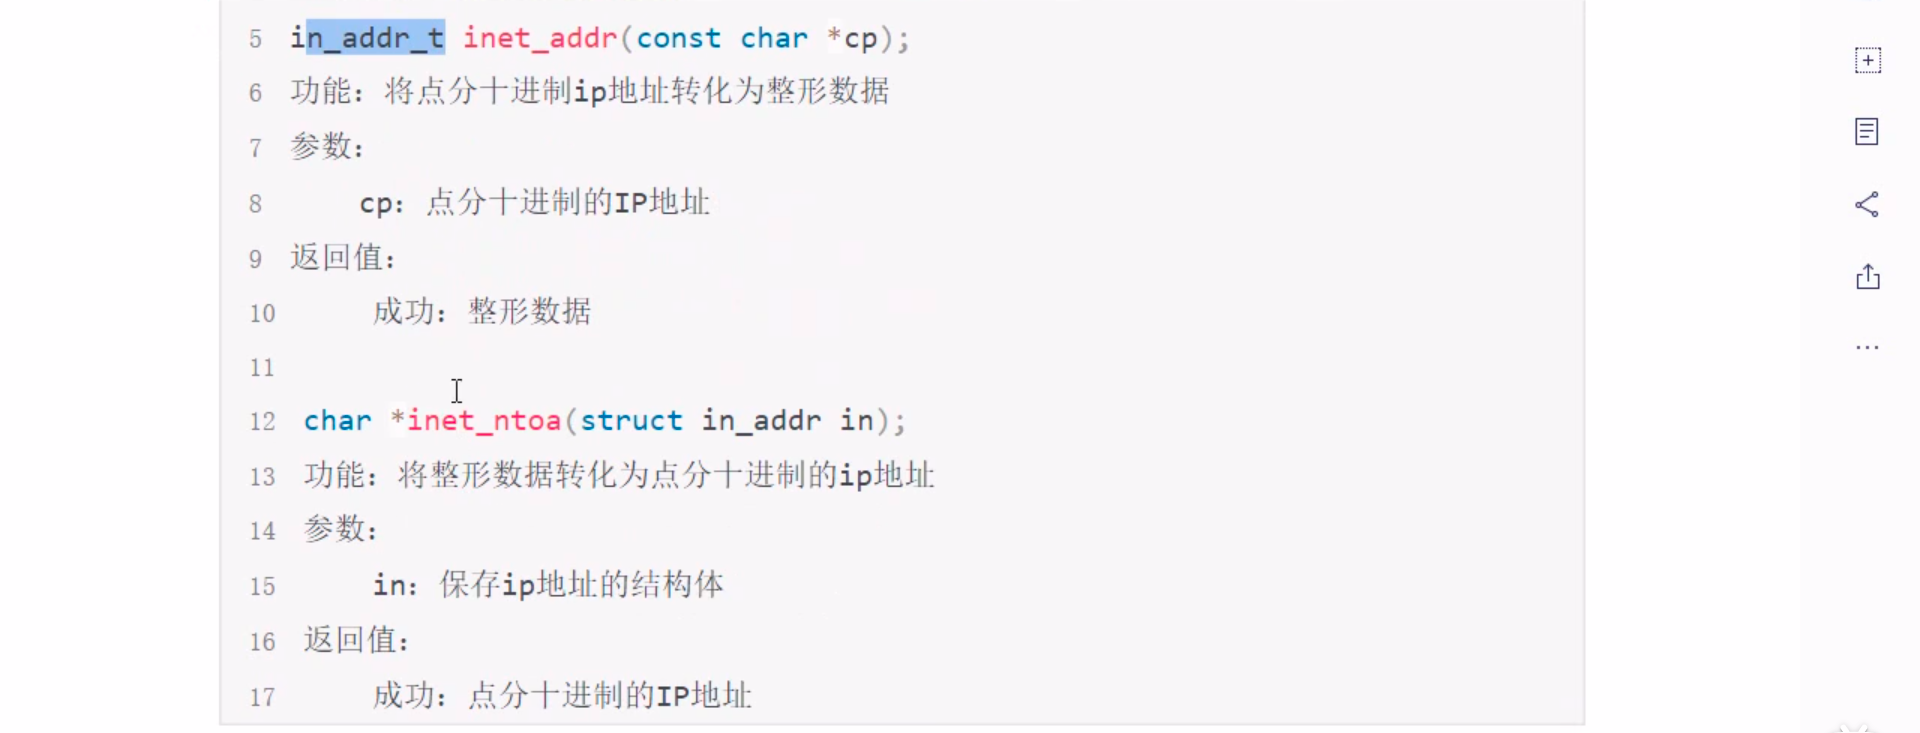 5 in_addr_t inet_addr(const char *cp);
6 功能：将点分十进制ip地址转化为整形数据
7 参数：
8 cp：点分十进制的IP地址
9 返回值：
10 成功：整形数据
11
12 char *inet_ntoa(struct in_addr in);
13 功能：将整形数据转化为点分十进制的ip地址
14 参数：
15 in：保存ip地址的结构体
16 返回值：
17 成功：点分十进制的IP地址